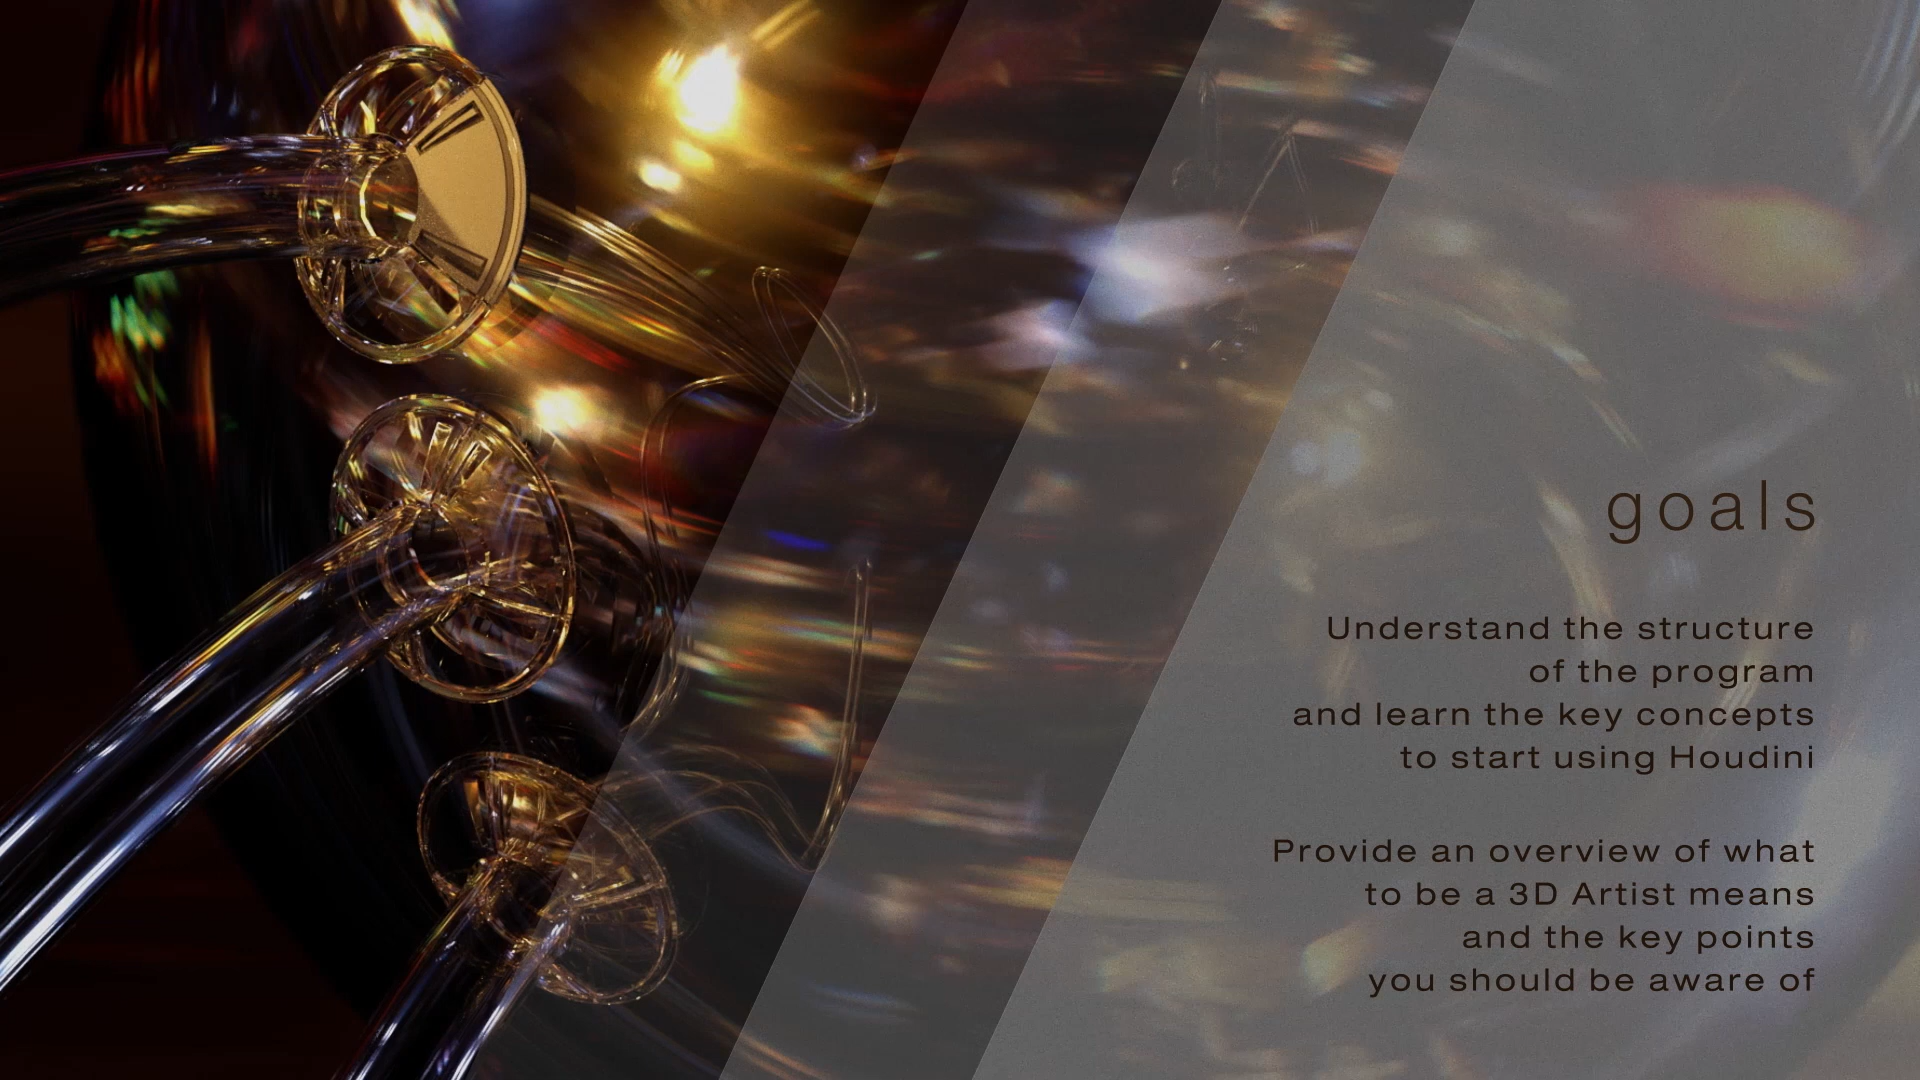 goals
Understand the structure
of the program
and learn the key concepts
to start using Houdini
Provide an overview of what
to be a 3D Artist means
and the key points
you should be aware of